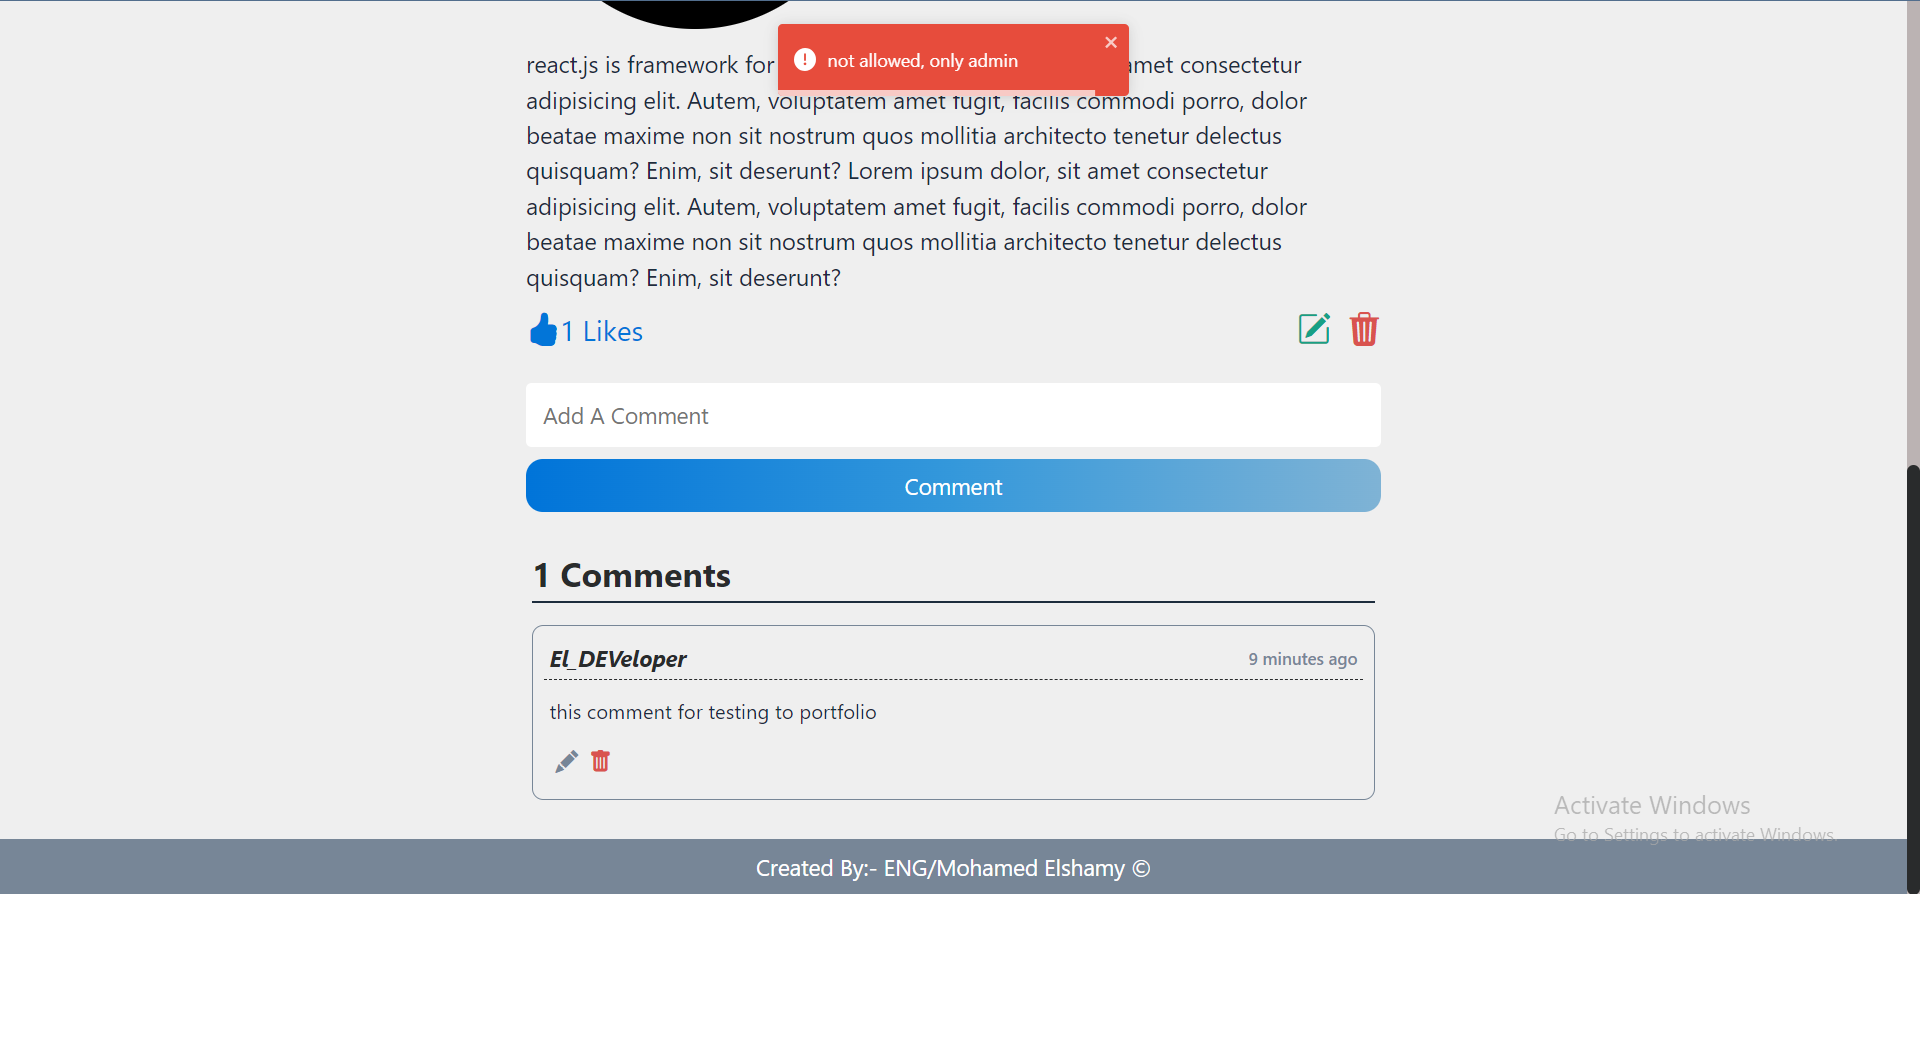 not allowed, only admin
react.js is framework for amet consectetur
adipisicing elit. Autem, voluptatem amet fugit, facilis commodi porro, dolor
beatae maxime non sit nostrum quos mollitia architecto tenetur delectus
quisquam? Enim, sit deserunt? Lorem ipsum dolor, sit amet consectetur
adipisicing elit. Autem, voluptatem amet fugit, facilis commodi porro, dolor
beatae maxime non sit nostrum quos mollitia architecto tenetur delectus
quisquam? Enim, sit deserunt?
1 Likes
Add A Comment
Comment
1 Comments
El_DEVeloper
9 minutes ago
this comment for testing to portfolio
Activate Windows
Go to Settings to activate Windows.
Created By:- ENG/Mohamed Elshamy ©